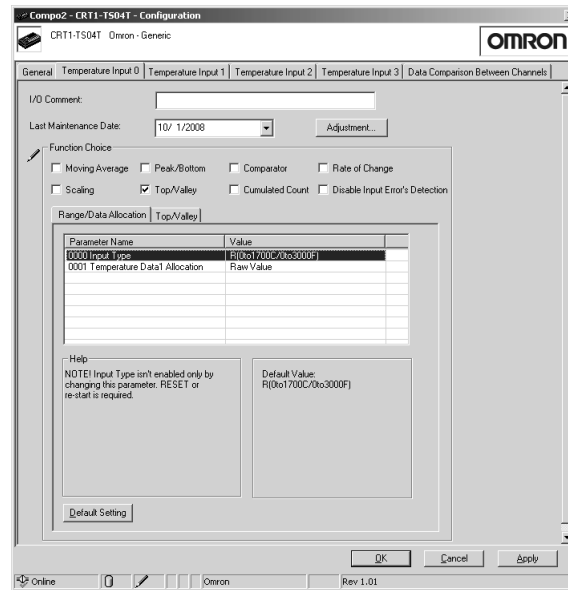 Compo2 - CRT1-TS04T - Configuration
CRT1-TS04T Omron - Generic
OMRON
General Temperature Input 0 Temperature Input 1 Temperature Input 2 Temperature Input 3 Data Comparison Between Channels
I/O Comment:
Last Maintenance Date: 10/ 1/2008 Adjustment...
Function Choice
Moving Average Peak/Bottom Comparator Rate of Change
Scaling Top/Valley Cumulated Count Disable Input Error's Detection
Range/Data Allocation Top/Valley
Parameter Name Value
0000 Input Type R(0to1700C/0to3000F)
0001 Temperature Data1 Allocation Raw Value
Help
NOTE! Input Type isn't enabled only by
changing this parameter. RESET or
re-start is required.
Default Value:
R(0to1700C/0to3000F)
Default Setting
OK Cancel Apply
Online Omron Rev 1.01